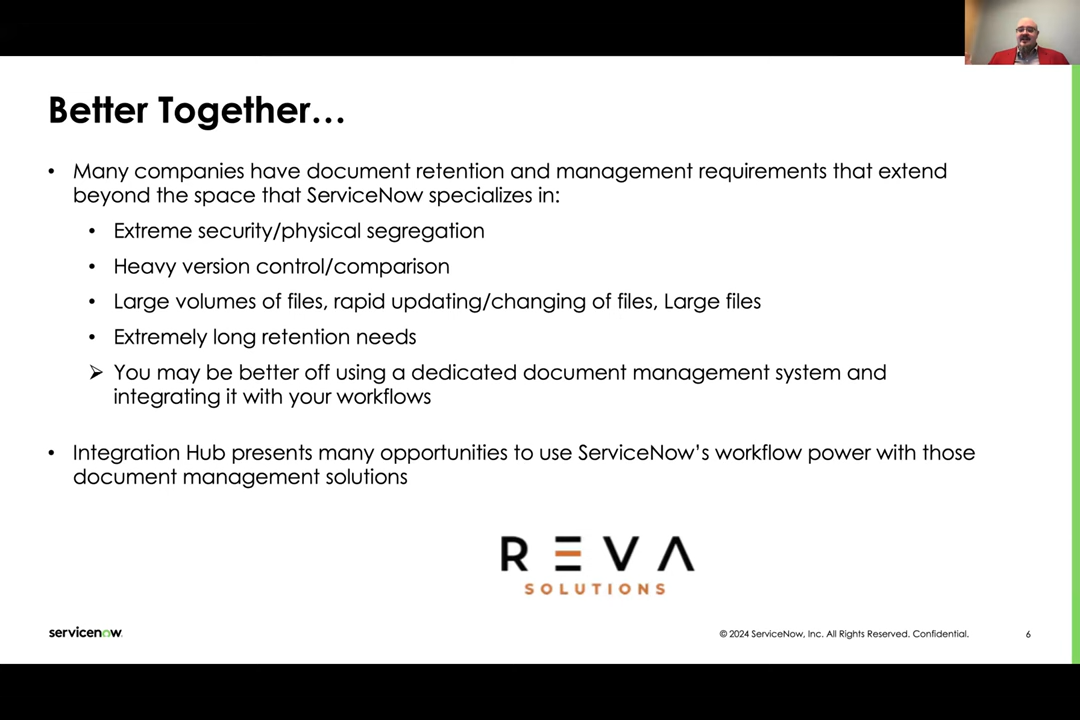 Better Together…
• Many companies have document retention and management requirements that extend
beyond the space that ServiceNow specializes in:
• Extreme security/physical segregation
• Heavy version control/comparison
• Large volumes of files, rapid updating/changing of files, Large files
• Extremely long retention needs
➢ You may be better off using a dedicated document management system and
integrating it with your workflows
• Integration Hub presents many opportunities to use ServiceNow’s workflow power with those
document management solutions
REVA
SOLUTIONS
servicenow.
© 2024 ServiceNow, Inc. All Rights Reserved. Confidential.
6